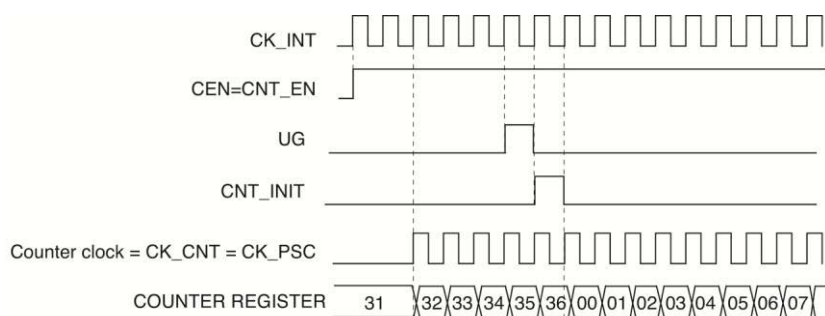 CK_INT
CEN=CNT_EN
UG
CNT_INIT
Counter clock = CK_CNT = CK_PSC
COUNTER REGISTER 31 32 33 34 35 36 00 01 02 03 04 05 06 07